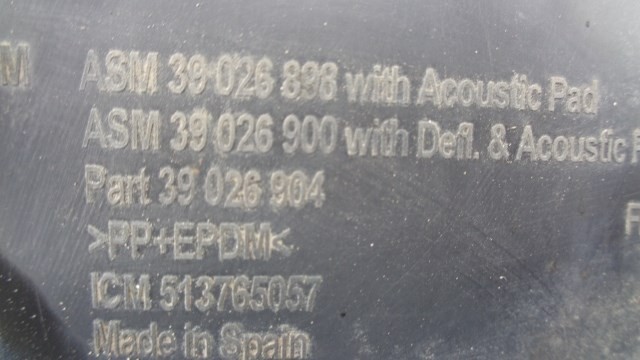 M ASM 39 026 898 with Acoustic Pad
ASM 39 026 900 with Defl. & Acoustic P
Part 39 026 904
F
>PP+EPDM<
ICM 513765057
Made in Spain